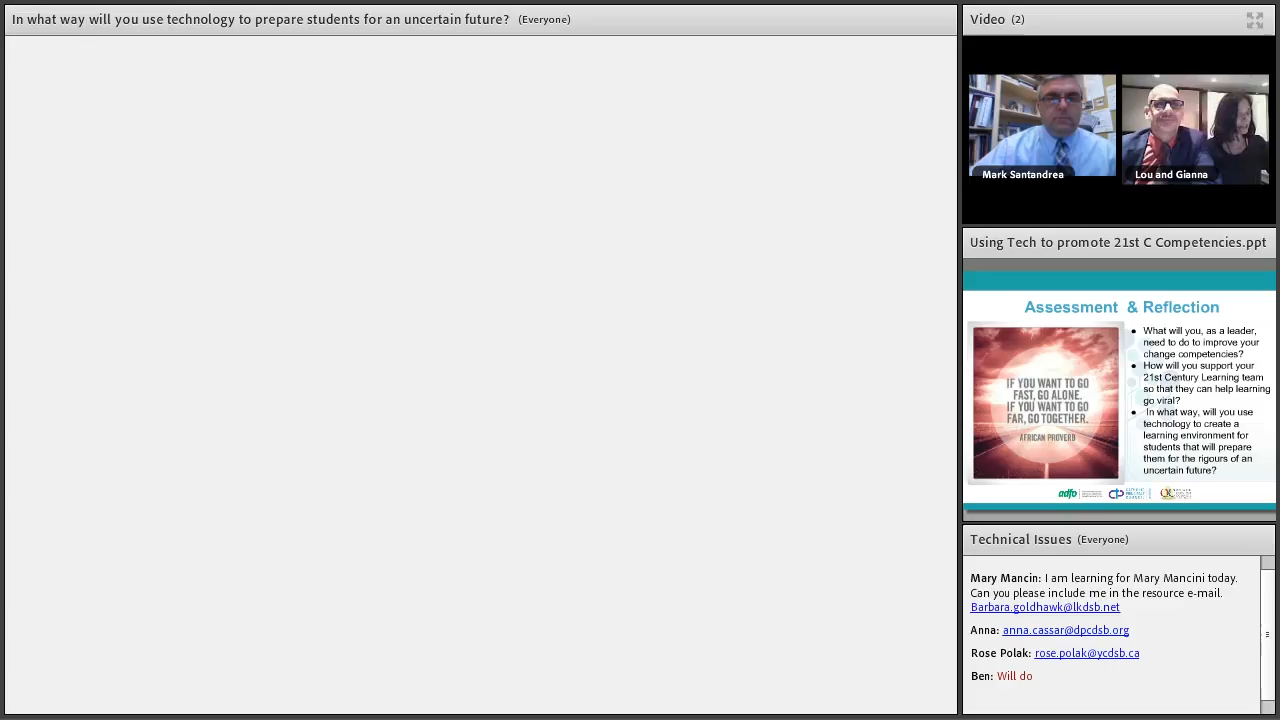 In what way will you use technology to prepare students for an uncertain future? (Everyone)
Video (2)
Mark Santandrea
Lou and Gianna
Using Tech to promote 21st C Competencies.ppt
Assessment & Reflection
IF YOU WANT TO GO
FAST, GO ALONE.
IF YOU WANT TO GO
FAR, GO TOGETHER.
AFRICAN PROVERB
● What will you, as a leader,
need to do to improve your
change competencies?
● How will you support your
21st Century Learning team
so that they can help learning
go viral?
● In what way, will you use
technology to create a
learning environment for
students that will prepare
them for the rigours of an
uncertain future?
adfo
Technical Issues (Everyone)
Mary Mancin: I am learning for Mary Mancini today.
Can you please include me in the resource e-mail.
Barbara.goldhawk@lkdsb.net
Anna: anna.cassar@dpcdsb.org
Rose Polak: rose.polak@ycdsb.ca
Ben: Will do